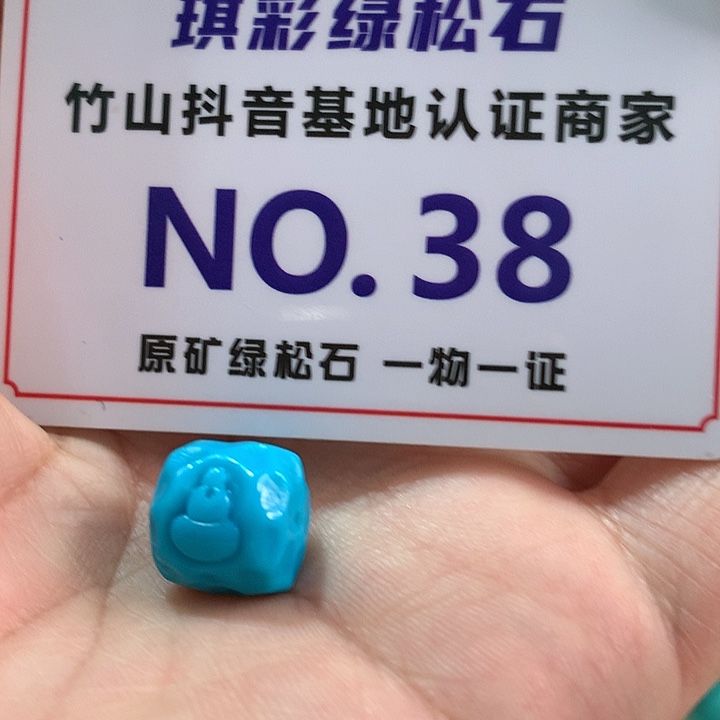 琪彩绿松石
竹山抖音基地认证商家
NO.38
原矿绿松石 一物一证